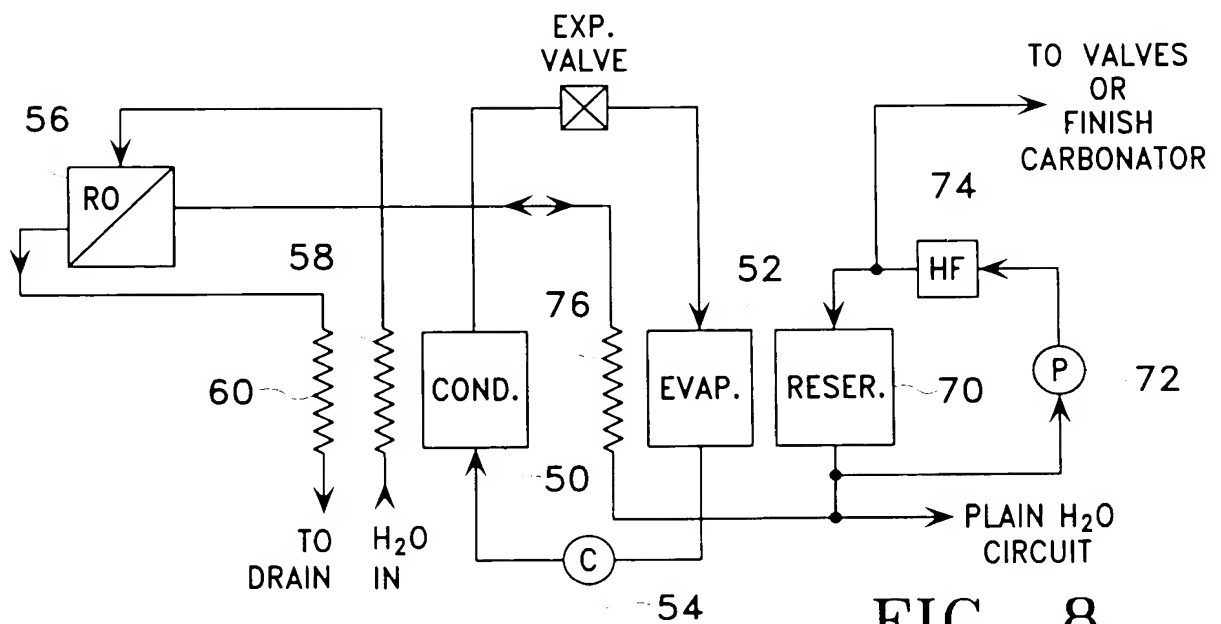 EXP.
VALVE
TO VALVES
OR
FINISH
CARBONATOR
56
RO
74
58
52
HF
76
60
COND.
EVAP.
RESER.
70
P
72
50
TO
DRAIN
H₂O
IN
C
PLAIN H₂O
CIRCUIT
54
FIG. 8